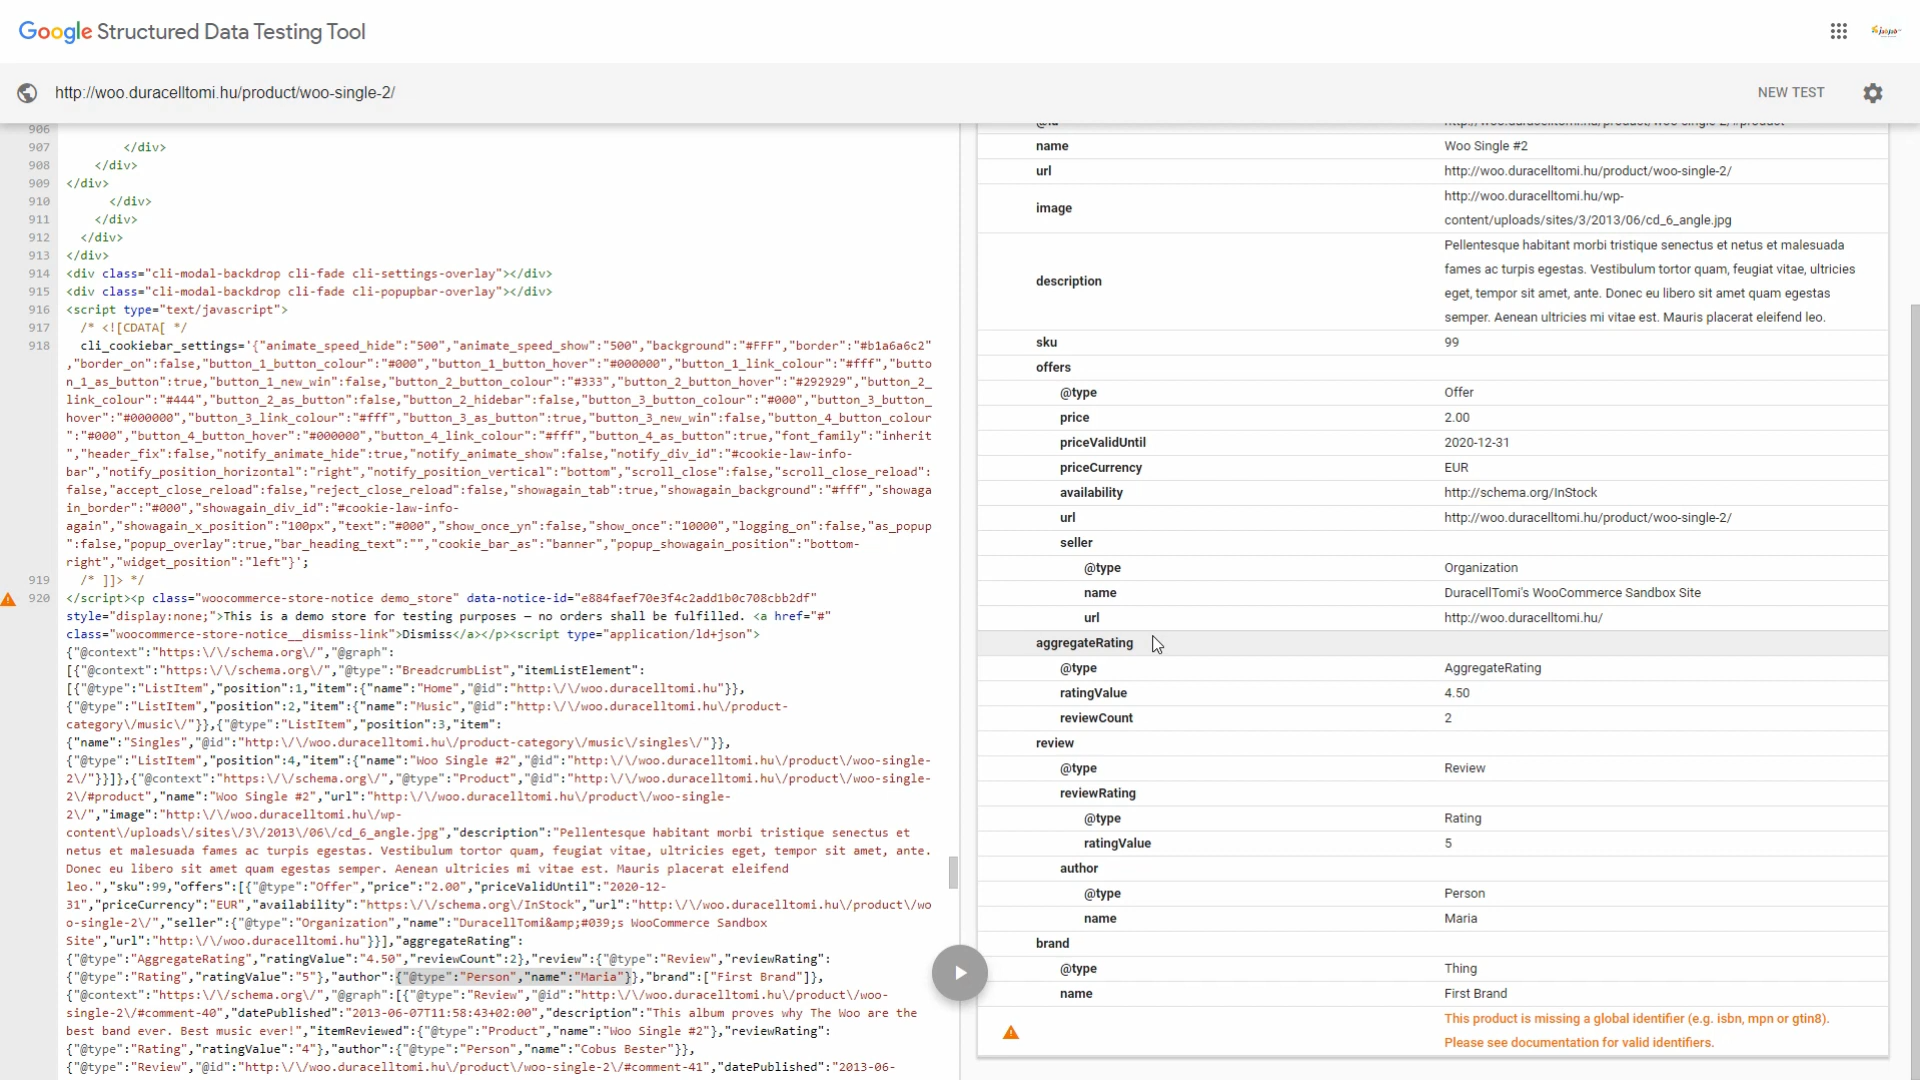 Google Structured Data Testing Tool
http://woo.duracelltomi.hu/product/woo-single-2/
NEW TEST
906
907 </div>
908 </div>
909 </div>
910 </div>
911 </div>
912 </div>
913 </div>
914 <div class="cli-modal-backdrop cli-fade cli-settings-overlay"></div>
915 <div class="cli-modal-backdrop cli-fade cli-popupbar-overlay"></div>
916 <script type="text/javascript">
917 /* <![CDATA[ */
918 cli_cookiebar_settings='{"animate_speed_hide":"500","animate_speed_show":"500","background":"#FFF","border":"#b1a6a6c2"
,"border_on":false,"button_1_button_colour":"#000","button_1_button_hover":"#000000","button_1_link_colour":"#fff","butto
n_1_as_button":true,"button_1_new_win":false,"button_2_button_colour":"#333","button_2_button_hover":"#292929","button_2_
link_colour":"#444","button_2_as_button":false,"button_2_hidebar":false,"button_3_button_colour":"#000","button_3_button_
hover":"#000000","button_3_link_colour":"#fff","button_3_as_button":true,"button_3_new_win":false,"button_4_button_colour
":"#000","button_4_button_hover":"#000000","button_4_link_colour":"#fff","button_4_as_button":true,"font_family":"inherit
","header_fix":false,"notify_animate_hide":true,"notify_animate_show":false,"notify_div_id":"#cookie-law-info-
bar","notify_position_horizontal":"right","notify_position_vertical":"bottom","scroll_close":false,"scroll_close_reload":
false,"accept_close_reload":false,"reject_close_reload":false,"showagain_tab":true,"showagain_background":"#fff","showaga
in_border":"#000","showagain_div_id":"#cookie-law-info-
again","showagain_x_position":"100px","text":"#000","show_once_yn":false,"show_once":"10000","logging_on":false,"as_popup
":false,"popup_overlay":true,"bar_heading_text":"","cookie_bar_as":"banner","popup_showagain_position":"bottom-
right","widget_position":"left"}';
919 /* ]]> */
920 </script><p class="woocommerce-store-notice demo_store" data-notice-id="e884faef70e3f4c2add1b0c708cbb2df"
style="display:none;">This is a demo store for testing purposes — no orders shall be fulfilled. <a href="#"
class="woocommerce-store-notice__dismiss-link">Dismiss</a></p><script type="application/ld+json">
{"@context":"https:\/\/schema.org\/","@graph":
[{"@context":"https:\/\/schema.org\/","@type":"BreadcrumbList","itemListElement":
[{"@type":"ListItem","position":1,"item":{"name":"Home","@id":"http:\/\/woo.duracelltomi.hu"}},
{"@type":"ListItem","position":2,"item":{"name":"Music","@id":"http:\/\/woo.duracelltomi.hu\/product-
category\/music\/"}},{"@type":"ListItem","position":3,"item":
{"name":"Singles","@id":"http:\/\/woo.duracelltomi.hu\/product-category\/music\/singles\/"}},
{"@type":"ListItem","position":4,"item":{"name":"Woo Single #2","@id":"http:\/\/woo.duracelltomi.hu\/product\/woo-single-
2\/"}}]},{"@context":"https:\/\/schema.org\/","@type":"Product","@id":"http:\/\/woo.duracelltomi.hu\/product\/woo-single-
2\/#product","name":"Woo Single #2","url":"http:\/\/woo.duracelltomi.hu\/product\/woo-single-
2\/","image":"http:\/\/woo.duracelltomi.hu\/wp-
content\/uploads\/sites\/3\/2013\/06\/cd_6_angle.jpg","description":"Pellentesque habitant morbi tristique senectus et
netus et malesuada fames ac turpis egestas. Vestibulum tortor quam, feugiat vitae, ultricies eget, tempor sit amet, ante.
Donec eu libero sit amet quam egestas semper. Aenean ultricies mi vitae est. Mauris placerat eleifend
leo.","sku":99,"offers":[{"@type":"Offer","price":"2.00","priceValidUntil":"2020-12-
31","priceCurrency":"EUR","availability":"https:\/\/schema.org\/InStock","url":"http:\/\/woo.duracelltomi.hu\/product\/wo
o-single-2\/","seller":{"@type":"Organization","name":"DuracellTomi&amp;#039;s WooCommerce Sandbox
Site","url":"http:\/\/woo.duracelltomi.hu"}}],"aggregateRating":
{"@type":"AggregateRating","ratingValue":"4.50","reviewCount":2},"review":{"@type":"Review","reviewRating":
{"@type":"Rating","ratingValue":"5"},"author":{"@type":"Person","name":"Maria"}},"brand":["First Brand"]},
{"@context":"https:\/\/schema.org\/","@graph":[{"@type":"Review","@id":"http:\/\/woo.duracelltomi.hu\/product\/woo-
single-2\/#comment-40","datePublished":"2013-06-07T11:58:43+02:00","description":"This album proves why The Woo are the
best band ever. Best music ever!","itemReviewed":{"@type":"Product","name":"Woo Single #2"},"reviewRating":
{"@type":"Rating","ratingValue":"4"},"author":{"@type":"Person","name":"Cobus Bester"}},
{"@type":"Review","@id":"http:\/\/woo.duracelltomi.hu\/product\/woo-single-2\/#comment-41","datePublished":"2013-06-
@id http://woo.duracelltomi.hu/product/woo-single-2/#product
name Woo Single #2
url http://woo.duracelltomi.hu/product/woo-single-2/
image http://woo.duracelltomi.hu/wp-
content/uploads/sites/3/2013/06/cd_6_angle.jpg
description Pellentesque habitant morbi tristique senectus et netus et malesuada
fames ac turpis egestas. Vestibulum tortor quam, feugiat vitae, ultricies
eget, tempor sit amet, ante. Donec eu libero sit amet quam egestas
semper. Aenean ultricies mi vitae est. Mauris placerat eleifend leo.
sku 99
offers
@type Offer
price 2.00
priceValidUntil 2020-12-31
priceCurrency EUR
availability http://schema.org/InStock
url http://woo.duracelltomi.hu/product/woo-single-2/
seller
@type Organization
name DuracellTomi's WooCommerce Sandbox Site
url http://woo.duracelltomi.hu/
aggregateRating
@type AggregateRating
ratingValue 4.50
reviewCount 2
review
@type Review
reviewRating
@type Rating
ratingValue 5
author
@type Person
name Maria
brand
@type Thing
name First Brand
This product is missing a global identifier (e.g. isbn, mpn or gtin8).
Please see documentation for valid identifiers.